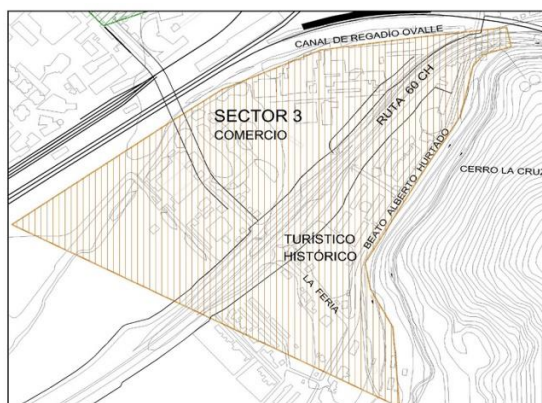 CANAL DE REGADIO OVALLE
SECTOR 3
COMERCIO
RUTA 60 CH
CERRO LA CRUZ
BEATO ALBERTO HURTADO
TURÍSTICO
HISTÓRICO
LA FERIA